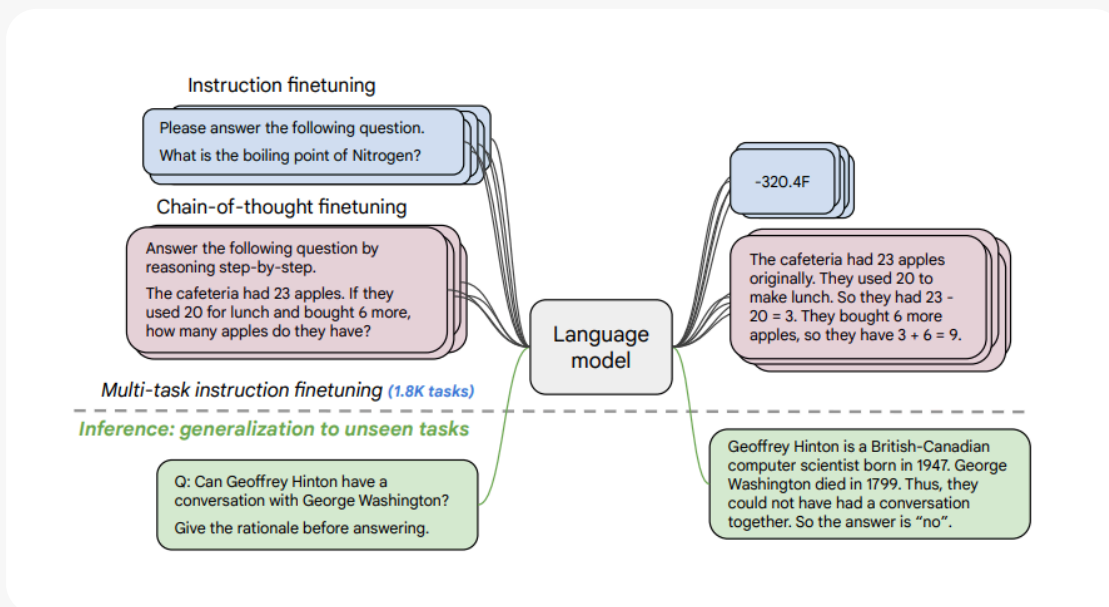 Instruction finetuning
Please answer the following question.
What is the boiling point of Nitrogen?
Chain-of-thought finetuning
Answer the following question by
reasoning step-by-step.
The cafeteria had 23 apples. If they
used 20 for lunch and bought 6 more,
how many apples do they have?
Multi-task instruction finetuning (1.8K tasks)
Language
model
-320.4F
The cafeteria had 23 apples
originally. They used 20 to
make lunch. So they had 23 -
20 = 3. They bought 6 more
apples, so they have 3 + 6 = 9.
Inference: generalization to unseen tasks
Q: Can Geoffrey Hinton have a
conversation with George Washington?
Give the rationale before answering.
Geoffrey Hinton is a British-Canadian
computer scientist born in 1947. George
Washington died in 1799. Thus, they
could not have had a conversation
together. So the answer is “no”.